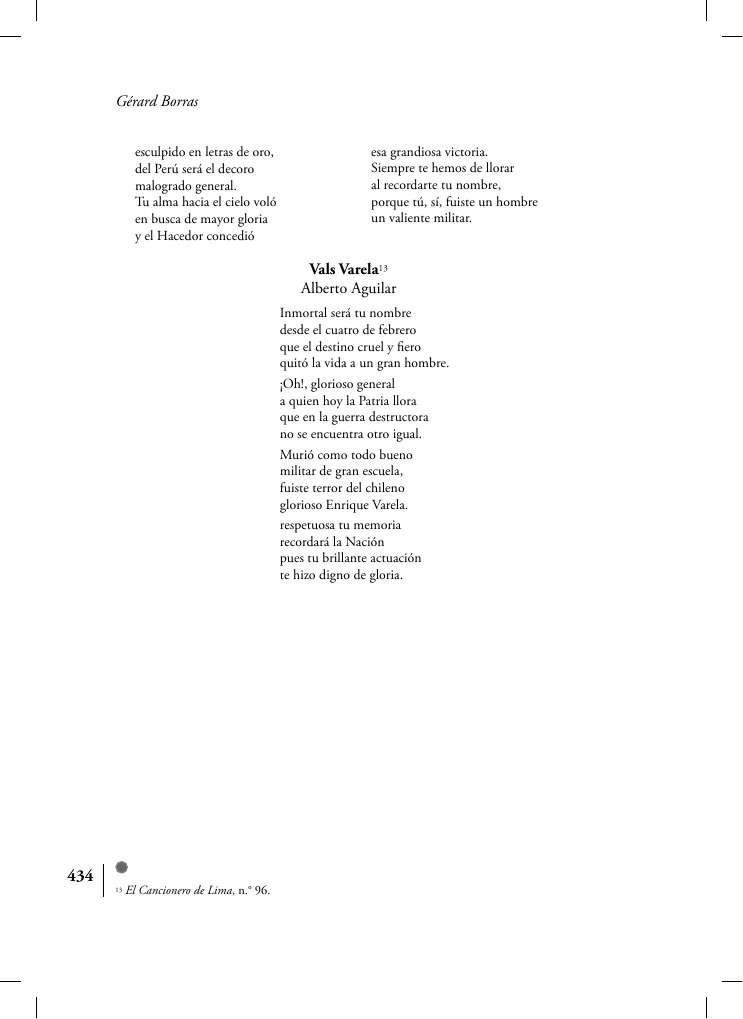 Gérard Borras
esculpido en letras de oro,
del Perú será el decoro
malogrado general.
Tu alma hacia el cielo voló
en busca de mayor gloria
y el Hacedor concedió
esa grandiosa victoria.
Siempre te hemos de llorar
al recordarte tu nombre,
porque tú, sí, fuiste un hombre
un valiente militar.
Vals Varela13
Alberto Aguilar
Inmortal será tu nombre
desde el cuatro de febrero
que el destino cruel y fiero
quitó la vida a un gran hombre.
¡Oh!, glorioso general
a quien hoy la Patria llora
que en la guerra destructora
no se encuentra otro igual.
Murió como todo bueno
militar de gran escuela,
fuiste terror del chileno
glorioso Enrique Varela.
respetuosa tu memoria
recordará la Nación
pues tu brillante actuación
te hizo digno de gloria.
434
13 El Cancionero de Lima, n.° 96.